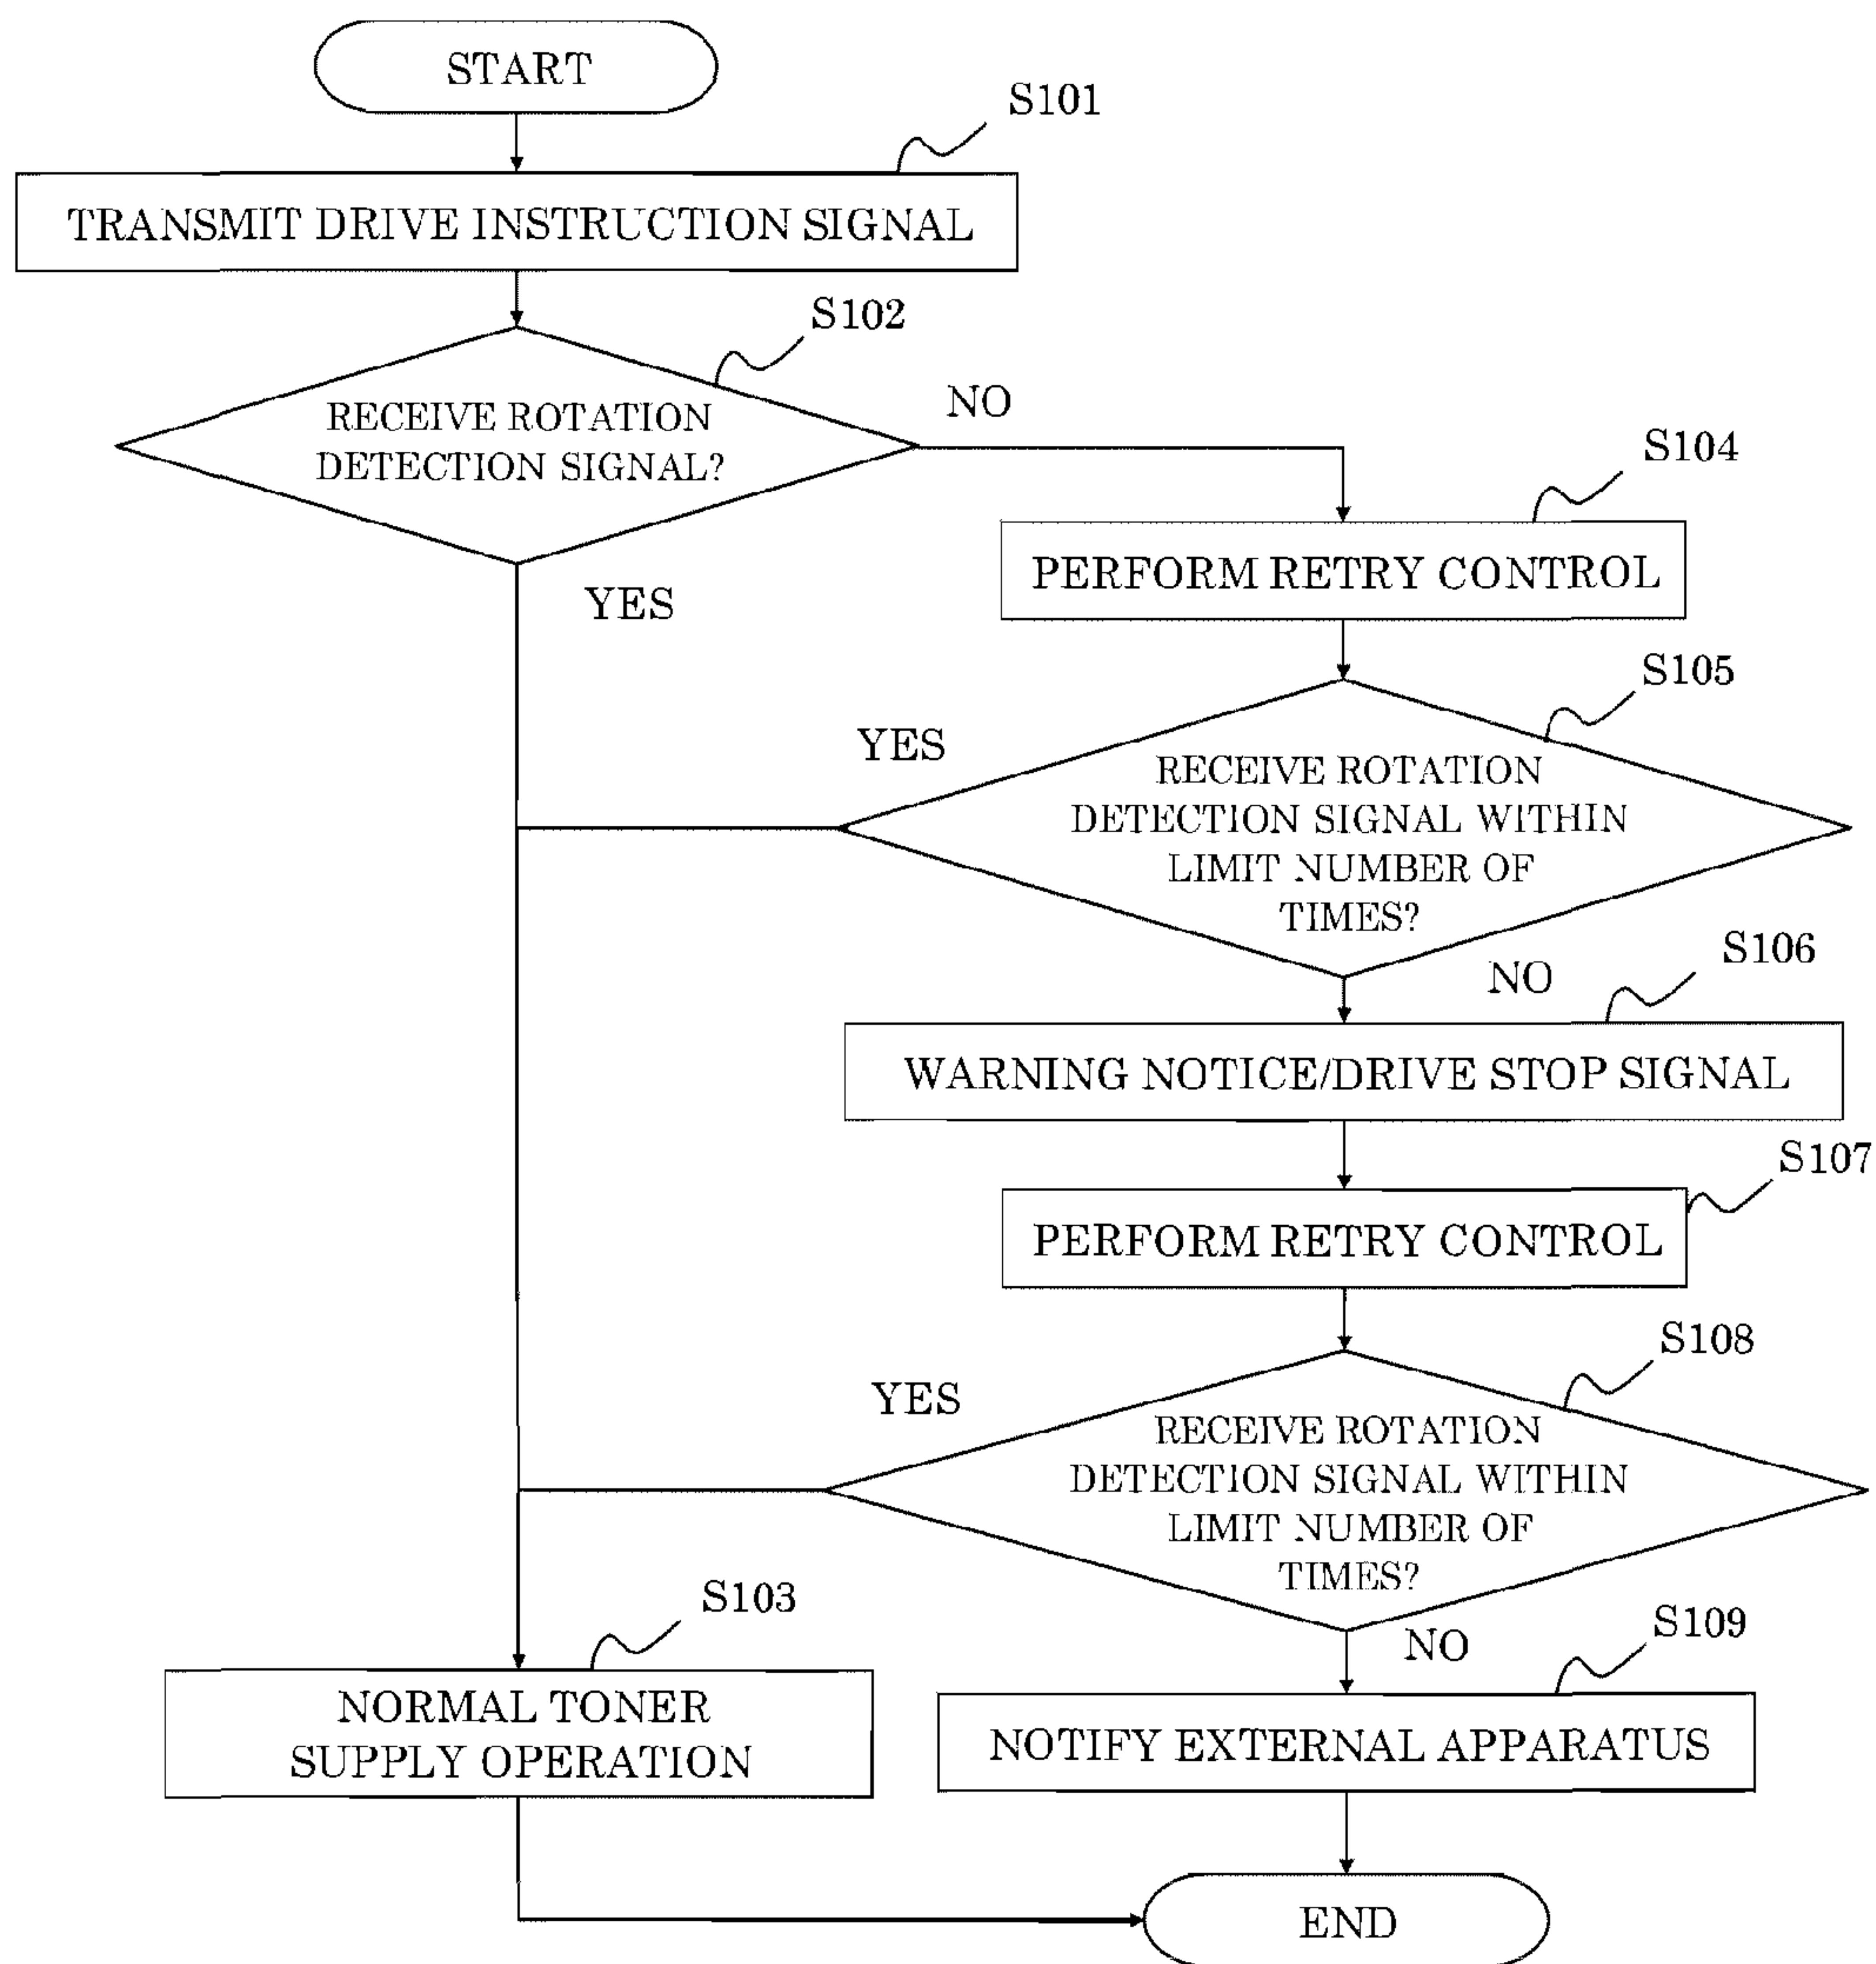 START
S101
TRANSMIT DRIVE INSTRUCTION SIGNAL
S102
RECEIVE ROTATION
DETECTION SIGNAL?
NO
YES
S104
PERFORM RETRY CONTROL
S105
YES
RECEIVE ROTATION
DETECTION SIGNAL WITHIN
LIMIT NUMBER OF
TIMES?
NO
S106
WARNING NOTICE/DRIVE STOP SIGNAL
S107
PERFORM RETRY CONTROL
S108
YES
RECEIVE ROTATION
DETECTION SIGNAL WITHIN
LIMIT NUMBER OF
TIMES?
NO
S103
NORMAL TONER
SUPPLY OPERATION
S109
NOTIFY EXTERNAL APPARATUS
END